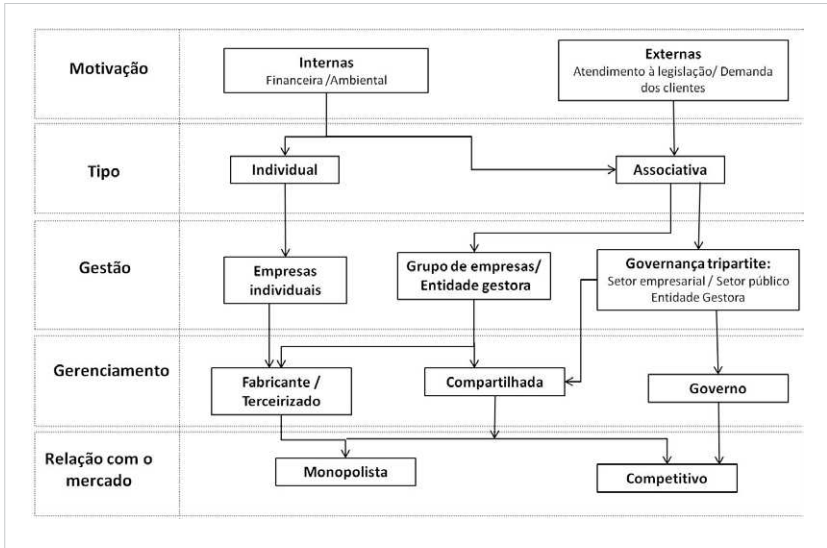 Motivação
Internas
Financeira /Ambiental
Externas
Atendimento à legislação/ Demanda
dos clientes
Tipo
Individual
Associativa
Gestão
Empresas
individuais
Grupo de empresas/
Entidade gestora
Governança tripartite:
Setor empresarial / Setor público
Entidade Gestora
Gerenciamento
Fabricante /
Terceirizado
Compartilhada
Governo
Relação com o
mercado
Monopolista
Competitivo